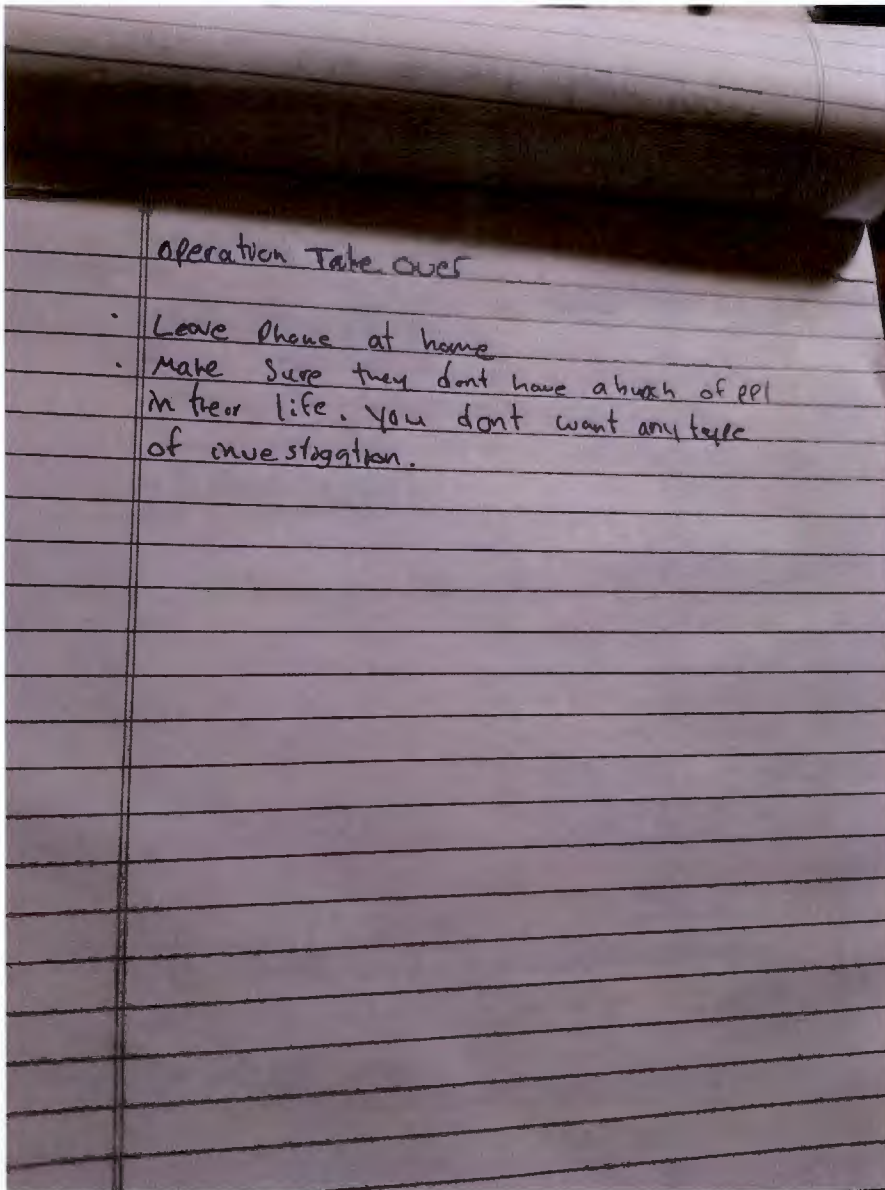 operation Take over
· Leave phone at home
· Make Sure they dont have a bunch of ppl
in their life. You dont want any type
of investigation.